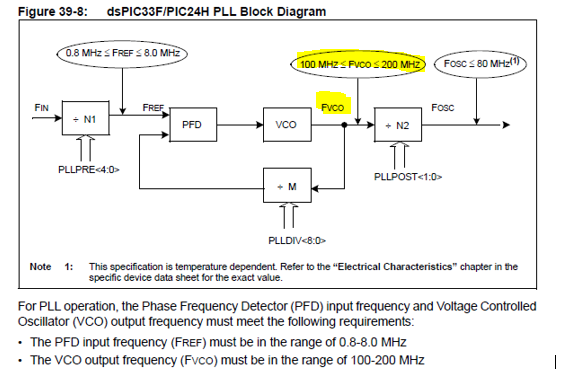 Figure 39-8: dsPIC33F/PIC24H PLL Block Diagram
0.8 MHz ≤ FREF ≤ 8.0 MHz
100 MHz ≤ FVCO ≤ 200 MHz
FOSC ≤ 80 MHz(1)
FIN
÷ N1
FREF
PFD
VCO
FVCO
÷ N2
FOSC
PLLPRE<4:0>
÷ M
PLLPOST<1:0>
PLLDIV<8:0>
Note 1: This specification is temperature dependent. Refer to the “Electrical Characteristics” chapter in the
specific device data sheet for the exact value.
For PLL operation, the Phase Frequency Detector (PFD) input frequency and Voltage Controlled
Oscillator (VCO) output frequency must meet the following requirements:
• The PFD input frequency (FREF) must be in the range of 0.8-8.0 MHz
• The VCO output frequency (FVCO) must be in the range of 100-200 MHz